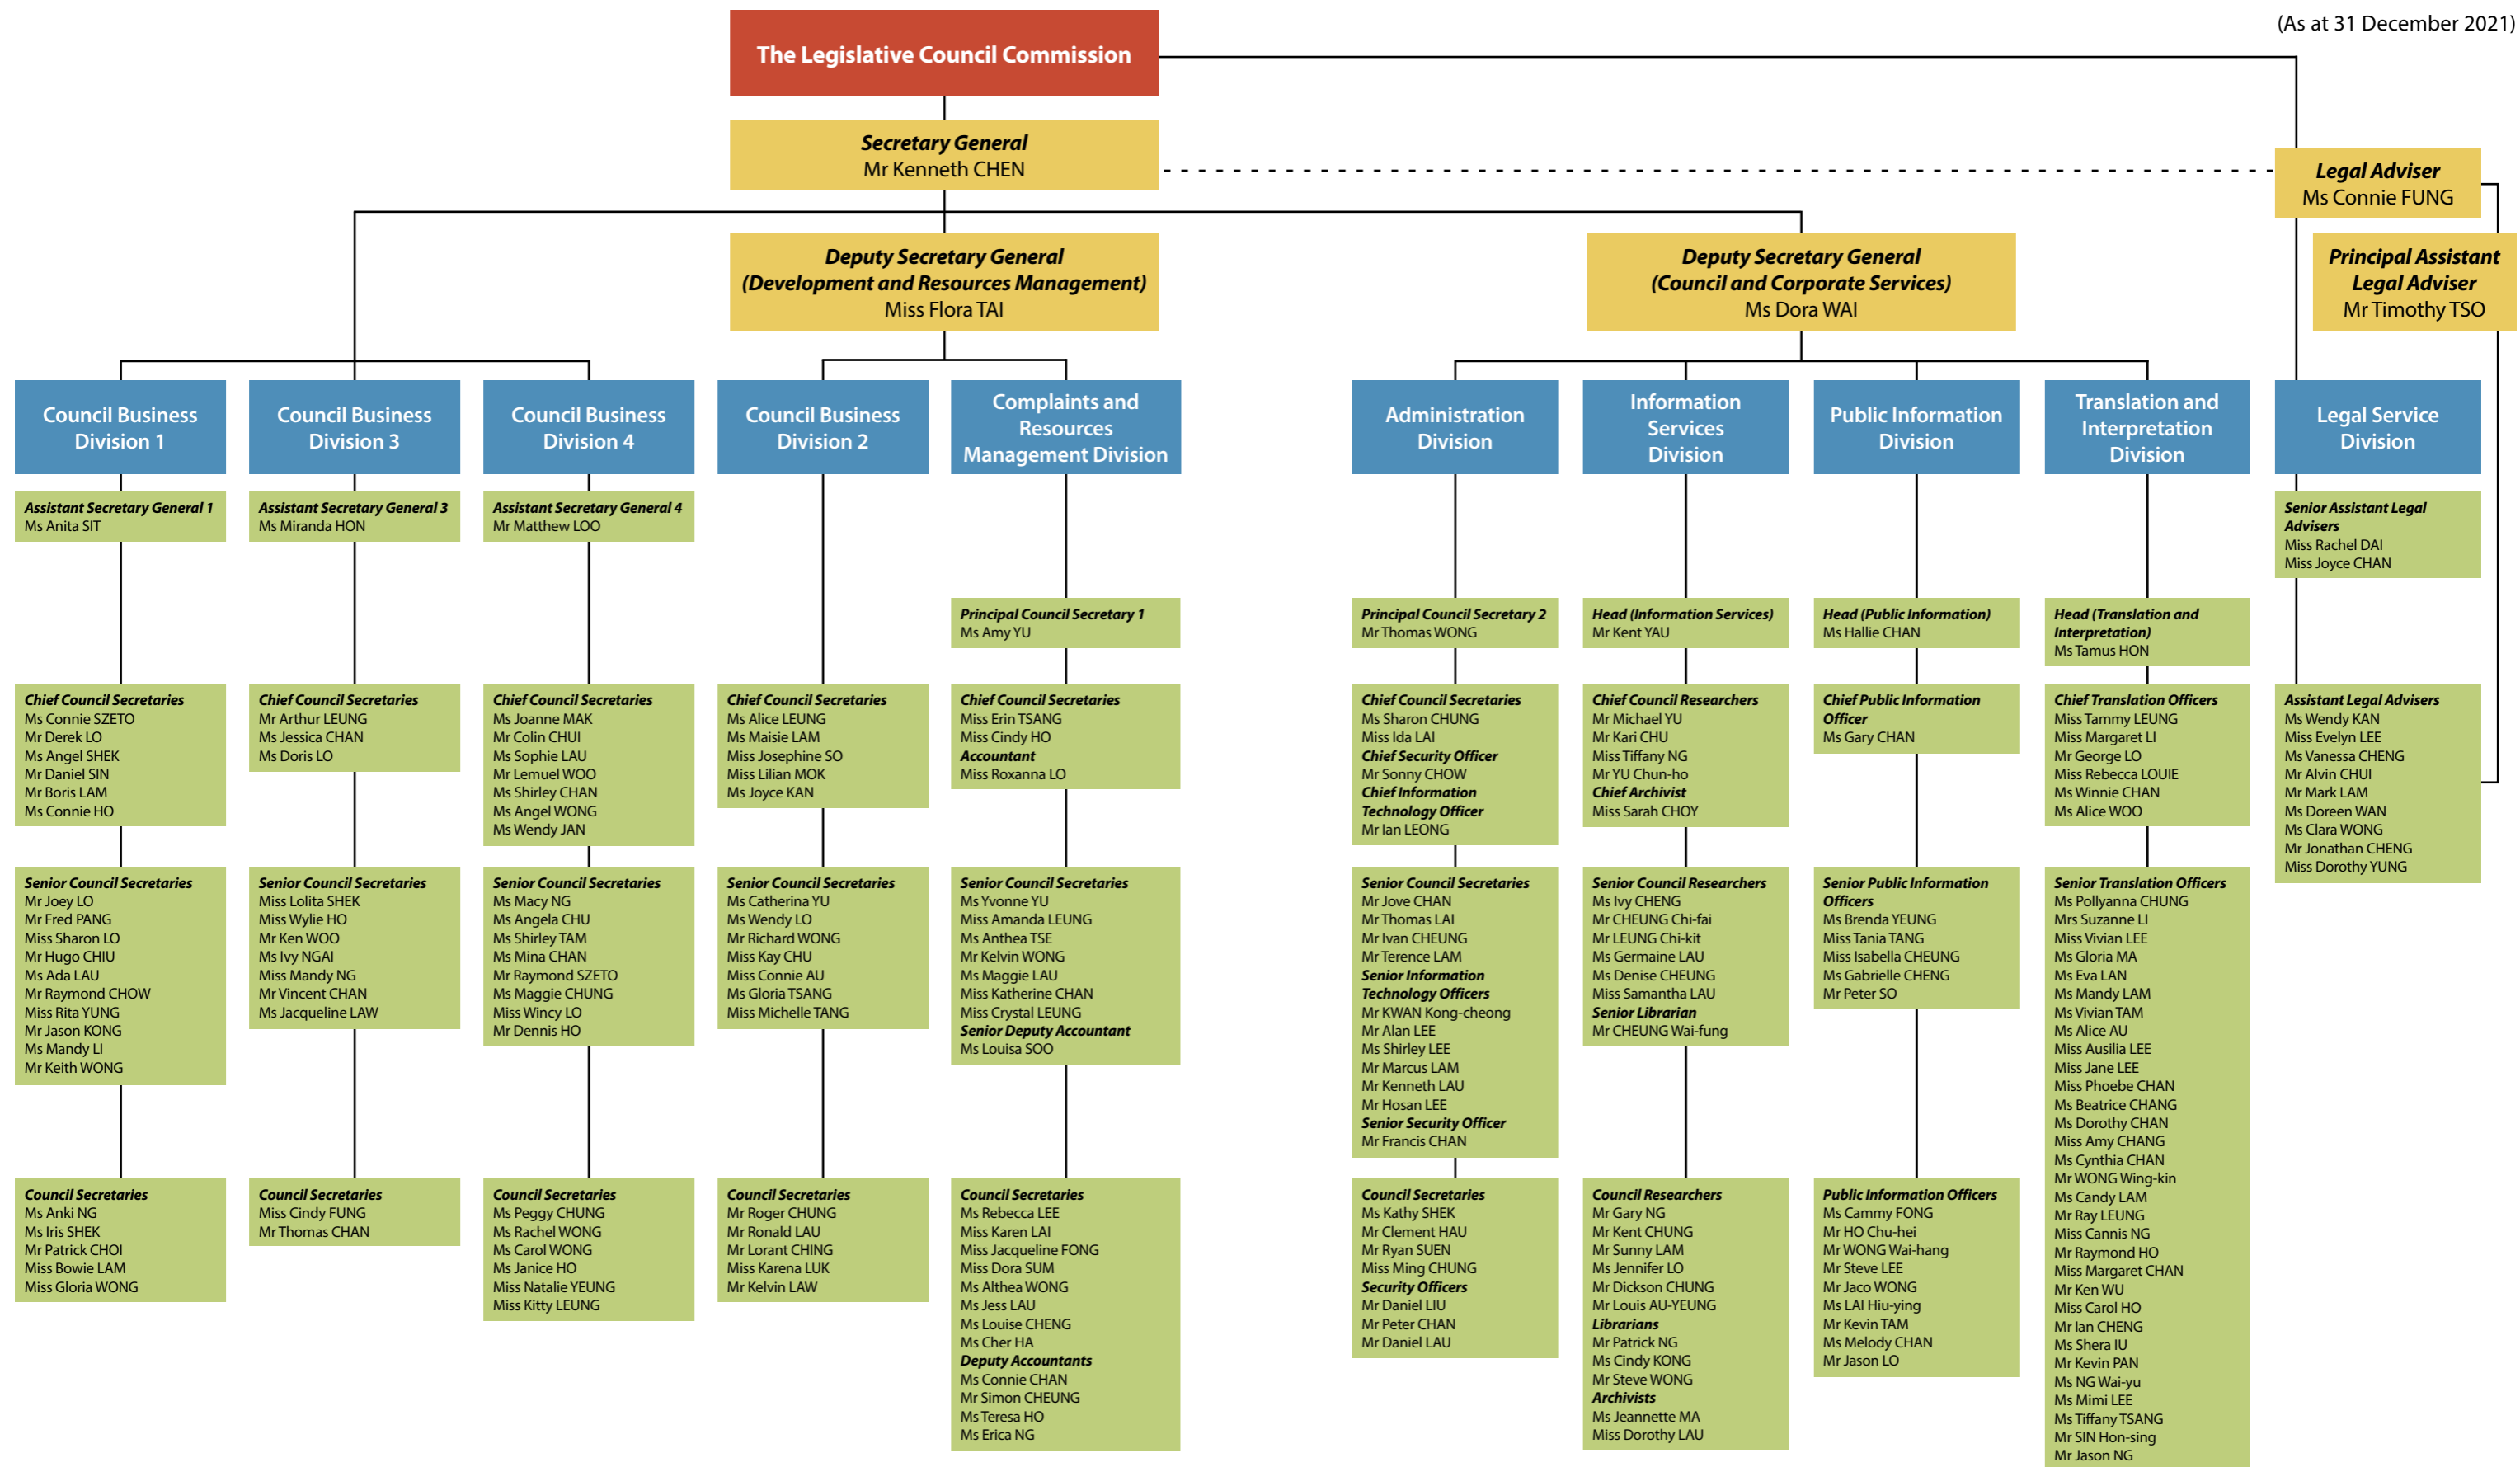 (As at 31 December 2021)
The Legislative Council Commission
Secretary General
Mr Kenneth CHEN
Legal Adviser
Ms Connie FUNG
Deputy Secretary General
(Development and Resources Management)
Miss Flora TAI
Deputy Secretary General
(Council and Corporate Services)
Ms Dora WAI
Principal Assistant
Legal Adviser
Mr Timothy TSO
Council Business
Division 1
Assistant Secretary General 1
Ms Anita SIT
Chief Council Secretaries
Ms Connie SZETO
Mr Derek LO
Ms Angel SHEK
Mr Daniel SIN
Mr Boris LAM
Ms Connie HO
Senior Council Secretaries
Mr Joey LO
Mr Fred PANG
Miss Sharon LO
Mr Hugo CHIU
Ms Ada LAU
Mr Raymond CHOW
Miss Rita YUNG
Mr Jason KONG
Ms Mandy LI
Mr Keith WONG
Council Secretaries
Ms Anki NG
Ms Iris SHEK
Mr Patrick CHOI
Miss Bowie LAM
Miss Gloria WONG
Council Business
Division 3
Assistant Secretary General 3
Ms Miranda HON
Chief Council Secretaries
Mr Arthur LEUNG
Ms Jessica CHAN
Ms Doris LO
Senior Council Secretaries
Miss Lolita SHEK
Miss Wylie HO
Mr Ken WOO
Ms Ivy NGAI
Miss Mandy NG
Mr Vincent CHAN
Ms Jacqueline LAW
Council Secretaries
Miss Cindy FUNG
Mr Thomas CHAN
Council Business
Division 4
Assistant Secretary General 4
Mr Matthew LOO
Chief Council Secretaries
Ms Joanne MAK
Mr Colin CHUI
Ms Sophie LAU
Mr Lemuel WOO
Ms Shirley CHAN
Ms Angel WONG
Ms Wendy JAN
Senior Council Secretaries
Ms Macy NG
Ms Angela CHU
Ms Shirley TAM
Ms Mina CHAN
Mr Raymond SZETO
Ms Maggie CHUNG
Miss Wincy LO
Mr Dennis HO
Council Secretaries
Ms Peggy CHUNG
Ms Rachel WONG
Ms Carol WONG
Ms Janice HO
Miss Natalie YEUNG
Miss Kitty LEUNG
Council Business
Division 2
Chief Council Secretaries
Ms Alice LEUNG
Ms Maisie LAM
Miss Josephine SO
Miss Lilian MOK
Ms Joyce KAN
Senior Council Secretaries
Ms Catherina YU
Ms Wendy LO
Mr Richard WONG
Miss Kay CHU
Miss Connie AU
Ms Gloria TSANG
Miss Michelle TANG
Council Secretaries
Mr Roger CHUNG
Mr Ronald LAU
Mr Lorant CHING
Miss Karena LUK
Mr Kelvin LAW
Complaints and
Resources
Management Division
Principal Council Secretary 1
Ms Amy YU
Chief Council Secretaries
Miss Erin TSANG
Miss Cindy HO
Accountant
Miss Roxanna LO
Senior Council Secretaries
Ms Yvonne YU
Miss Amanda LEUNG
Ms Anthea TSE
Mr Kelvin WONG
Ms Maggie LAU
Miss Katherine CHAN
Miss Crystal LEUNG
Senior Deputy Accountant
Ms Louisa SOO
Council Secretaries
Ms Rebecca LEE
Miss Karen LAI
Miss Jacqueline FONG
Miss Dora SUM
Ms Althea WONG
Ms Jess LAU
Ms Louise CHENG
Ms Cher HA
Deputy Accountants
Ms Connie CHAN
Mr Simon CHEUNG
Ms Teresa HO
Ms Erica NG
Administration
Division
Principal Council Secretary 2
Mr Thomas WONG
Chief Council Secretaries
Ms Sharon CHUNG
Miss Ida LAI
Chief Security Officer
Mr Sonny CHOW
Chief Information
Technology Officer
Mr Ian LEONG
Senior Council Secretaries
Mr Jove CHAN
Mr Thomas LAI
Mr Ivan CHEUNG
Mr Terence LAM
Senior Information
Technology Officers
Mr KWAN Kong-cheong
Mr Alan LEE
Ms Shirley LEE
Mr Marcus LAM
Mr Kenneth LAU
Mr Hosan LEE
Senior Security Officer
Mr Francis CHAN
Council Secretaries
Ms Kathy SHEK
Mr Clement HAU
Mr Ryan SUEN
Miss Ming CHUNG
Security Officers
Mr Daniel LIU
Mr Peter CHAN
Mr Daniel LAU
Information
Services
Division
Head (Information Services)
Mr Kent YAU
Chief Council Researchers
Mr Michael YU
Mr Kari CHU
Miss Tiffany NG
Mr YU Chun-ho
Chief Archivist
Miss Sarah CHOY
Senior Council Researchers
Ms Ivy CHENG
Mr CHEUNG Chi-fai
Mr LEUNG Chi-kit
Ms Germaine LAU
Ms Denise CHEUNG
Miss Samantha LAU
Senior Librarian
Mr CHEUNG Wai-fung
Council Researchers
Mr Gary NG
Mr Kent CHUNG
Mr Sunny LAM
Ms Jennifer LO
Mr Dickson CHUNG
Mr Louis AU-YEUNG
Librarians
Mr Patrick NG
Ms Cindy KONG
Mr Steve WONG
Archivists
Ms Jeannette MA
Miss Dorothy LAU
Public Information
Division
Head (Public Information)
Ms Hallie CHAN
Chief Public Information
Officer
Ms Gary CHAN
Senior Public Information
Officers
Ms Brenda YEUNG
Miss Tania TANG
Miss Isabella CHEUNG
Ms Gabrielle CHENG
Mr Peter SO
Public Information Officers
Ms Cammy FONG
Mr HO Chu-hei
Mr WONG Wai-hang
Mr Steve LEE
Mr Jaco WONG
Ms LAI Hiu-ying
Mr Kevin TAM
Ms Melody CHAN
Mr Jason LO
Translation and
Interpretation
Division
Head (Translation and
Interpretation)
Ms Tamus HON
Chief Translation Officers
Miss Tammy LEUNG
Miss Margaret LI
Mr George LO
Miss Rebecca LOUIE
Ms Winnie CHAN
Ms Alice WOO
Senior Translation Officers
Ms Pollyanna CHUNG
Mrs Suzanne LI
Miss Vivian LEE
Ms Gloria MA
Ms Eva LAN
Ms Mandy LAM
Ms Vivian TAM
Ms Alice AU
Miss Ausilia LEE
Miss Jane LEE
Miss Phoebe CHAN
Ms Beatrice CHANG
Ms Dorothy CHAN
Miss Amy CHANG
Ms Cynthia CHAN
Mr WONG Wing-kin
Ms Candy LAM
Mr Ray LEUNG
Miss Cannis NG
Mr Raymond HO
Miss Margaret CHAN
Mr Ken WU
Miss Carol HO
Mr Ian CHENG
Ms Shera IU
Mr Kevin PAN
Ms NG Wai-yu
Ms Mimi LEE
Ms Tiffany TSANG
Mr SIN Hon-sing
Mr Jason NG
Legal Service
Division
Senior Assistant Legal
Advisers
Miss Rachel DAI
Miss Joyce CHAN
Assistant Legal Advisers
Ms Wendy KAN
Miss Evelyn LEE
Ms Vanessa CHENG
Mr Alvin CHUI
Mr Mark LAM
Ms Doreen WAN
Ms Clara WONG
Mr Jonathan CHENG
Miss Dorothy YUNG